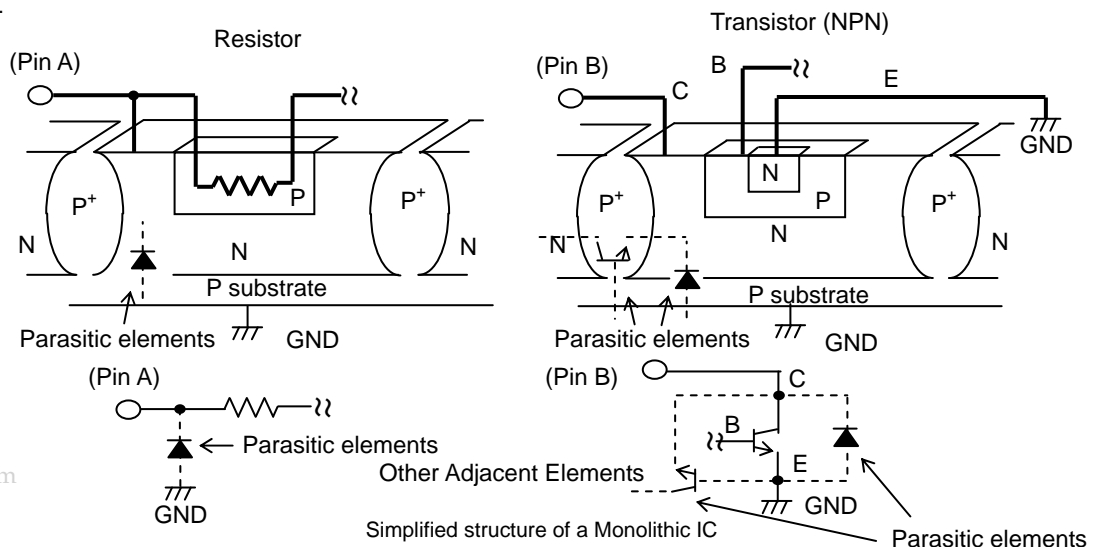 Resistor
(Pin A)
P+
P
P+
N
N
N
P substrate
Parasitic elements
GND
(Pin A)
Parasitic elements
GND
Transistor (NPN)
(Pin B)
B
C
E
GND
N
P+
P
P+
N
N
N
P substrate
Parasitic elements
GND
(Pin B)
C
B
E
GND
Other Adjacent Elements
Parasitic elements
Simplified structure of a Monolithic IC
m